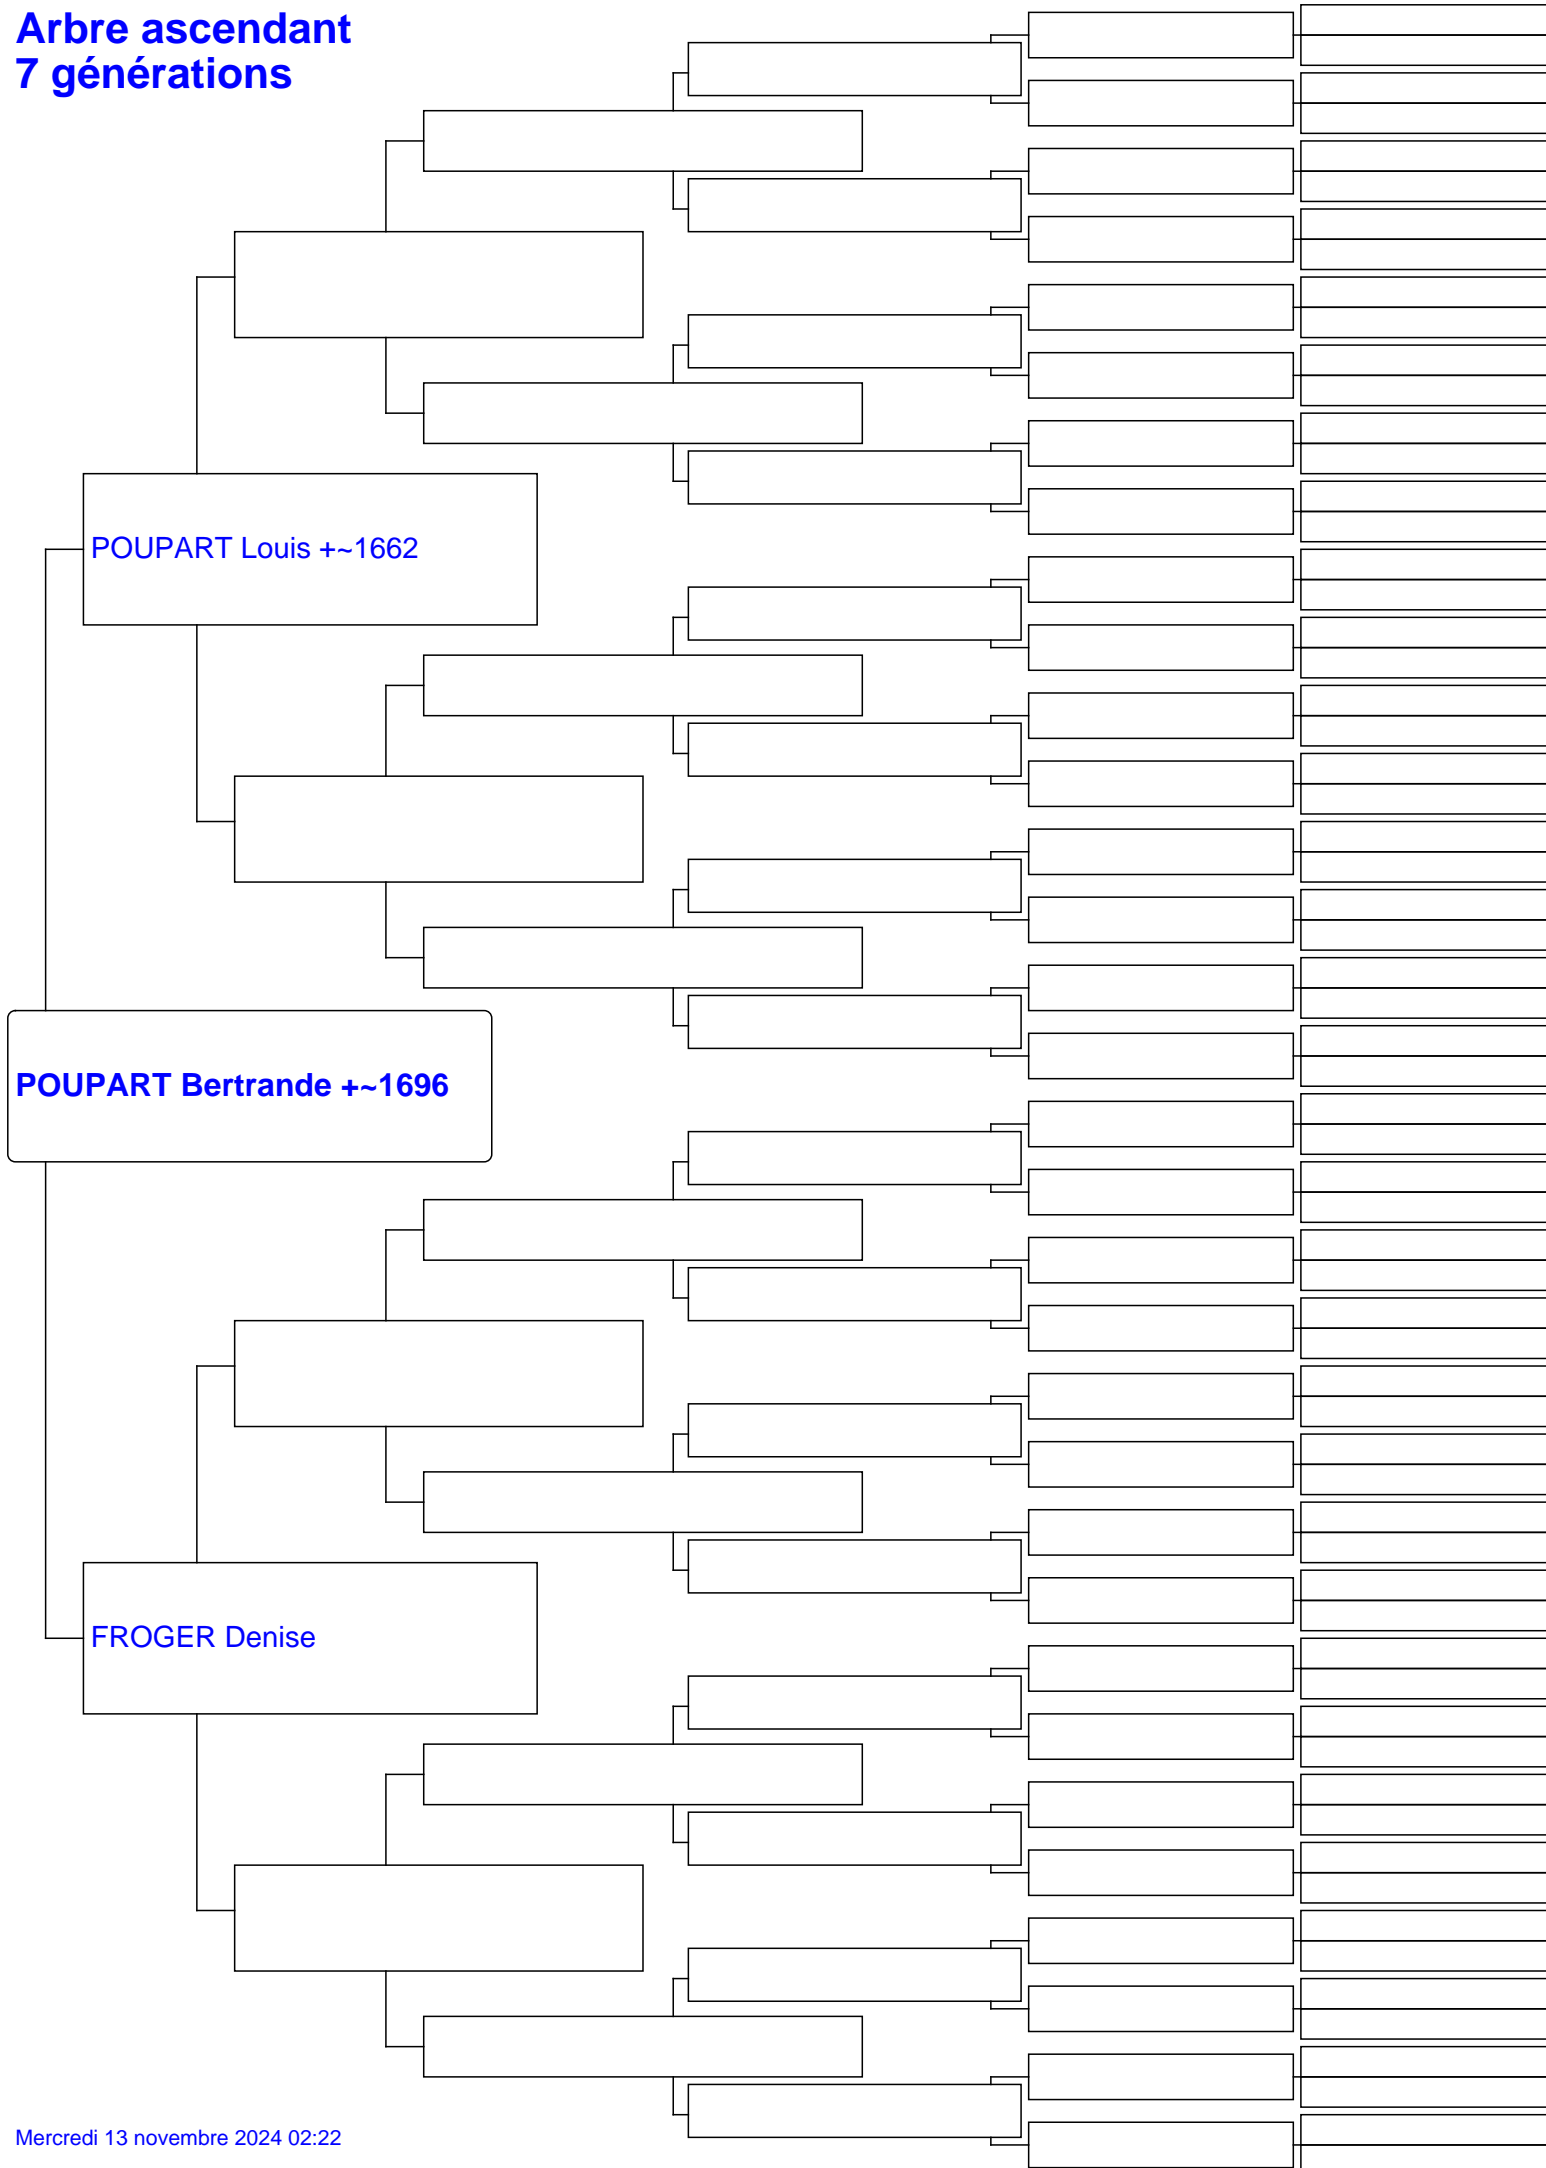 Arbre ascendant
7 générations
POUPART Louis +~1662
POUPART Bertrande +~1696
FROGER Denise
Mercredi 13 novembre 2024 02:22